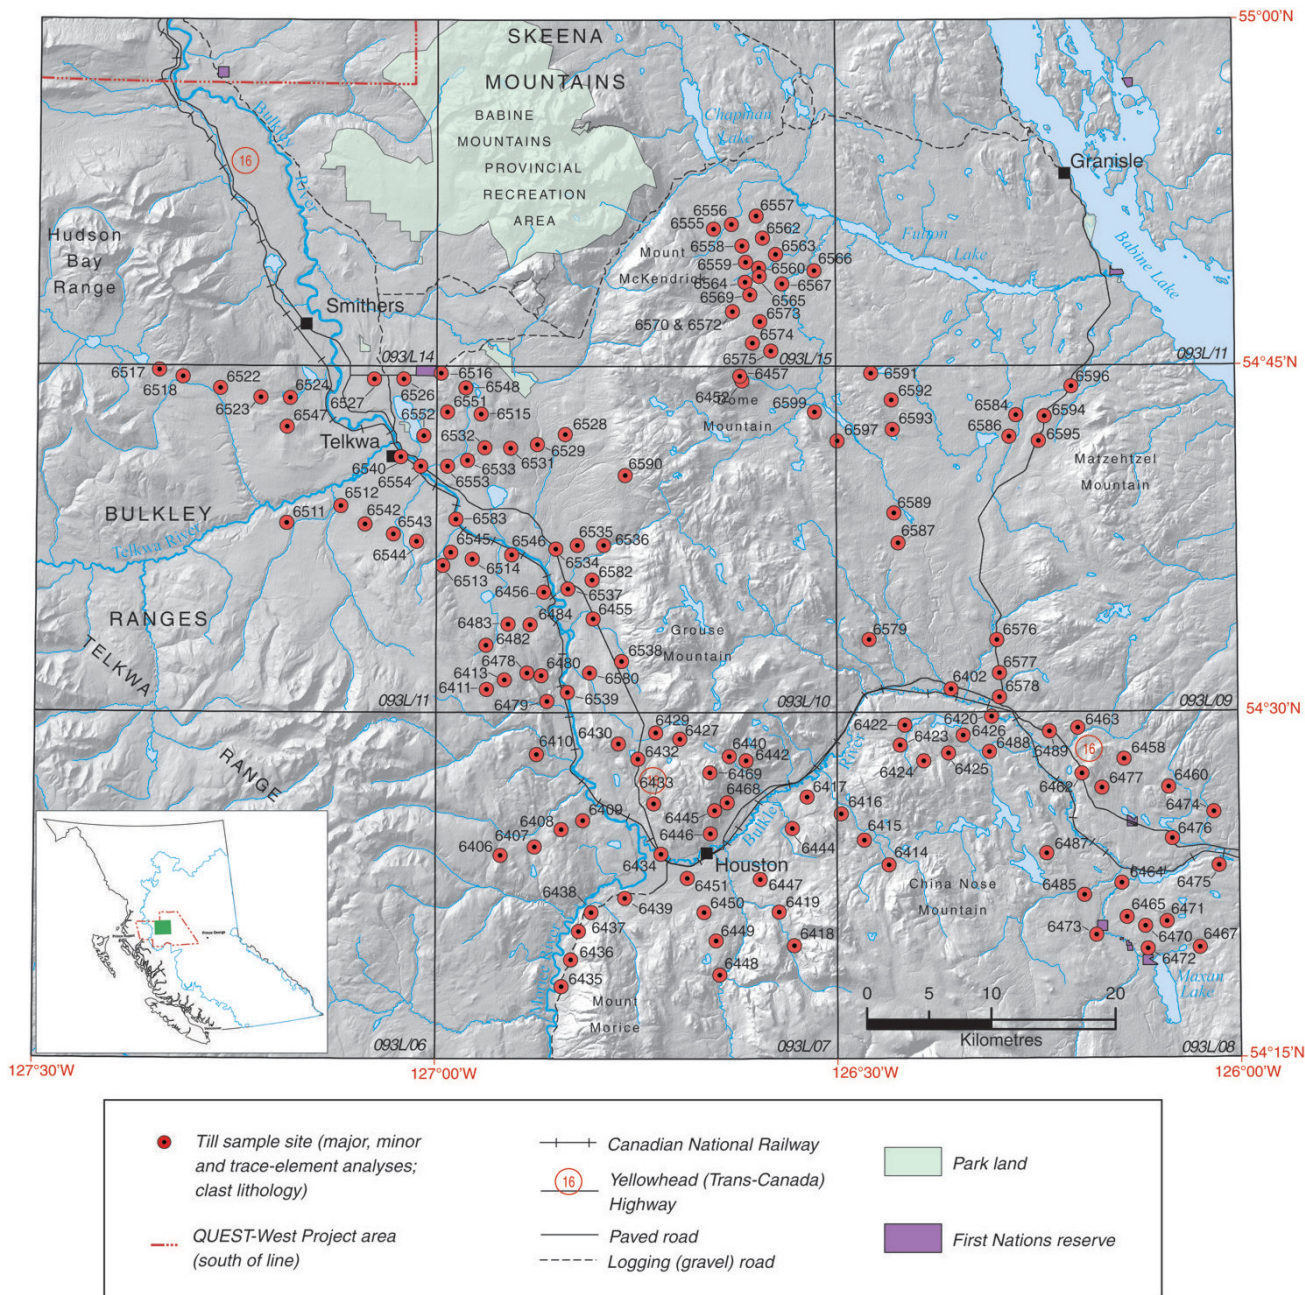 55°00'N
SKEENA
MOUNTAINS
BABINE
MOUNTAINS
PROVINCIAL
RECREATION
AREA
Chapman
Lake
Granisle
Bulkley
River
16
Hudson
Bay
Range
Smithers
6556
6557
6555
6562
6558
6563
Mount
McKendrick
6559
6560
6566
6564
6567
6569
6565
6570 & 6572
6573
6574
6575
Fulton
Lake
Babine Lake
093L/14
093L/15
093L/11
54°45'N
6517
6518
6522
6523
6524
6547
6527
6526
6516
6548
6552
6551
6515
6457
6452
Dome
Mountain
6591
6592
6593
6599
6597
6596
6584
6594
6586
6595
Matzehtzel
Mountain
Telkwa
6540
6554
6532
6533
6553
6528
6529
6531
6590
BULKLEY
6512
6511
6542
6543
6544
Telkwa River
6583
6545
6546
6514
6513
6535
6536
6534
6582
6537
6456
6455
6589
6587
RANGES
TELKWA
RANGE
6483
6484
6482
6478
6413
6480
6411
6479
6538
6580
6539
Grouse
Mountain
6579
6576
6577
6402
6578
093L/11
093L/10
093L/09
54°30'N
6410
6430
6429
6427
6432
6440
6442
6433
6469
6468
6445
6446
6422
6420
6426
6423
6488
6424
6425
6489
6463
16
6458
6462
6477
6460
6474
6476
6409
6408
6407
6406
6434
Houston
Bulkley
River
6417
6416
6415
6444
6414
6487
6464
6475
6485
China Nose
Mountain
6438
6439
6451
6447
6450
6419
6437
6449
6418
6436
6448
6435
Mount
Morice
6465
6471
6473
6470
6467
6472
Maxan
Lake
0 5 10 20
Kilometres
093L/06
093L/07
093L/08
54°15'N
127°30'W
127°00'W
126°30'W
126°00'W
Till sample site (major, minor
and trace-element analyses;
clast lithology)
QUEST-West Project area
(south of line)
Canadian National Railway
16
Yellowhead (Trans-Canada)
Highway
Paved road
Logging (gravel) road
Park land
First Nations reserve